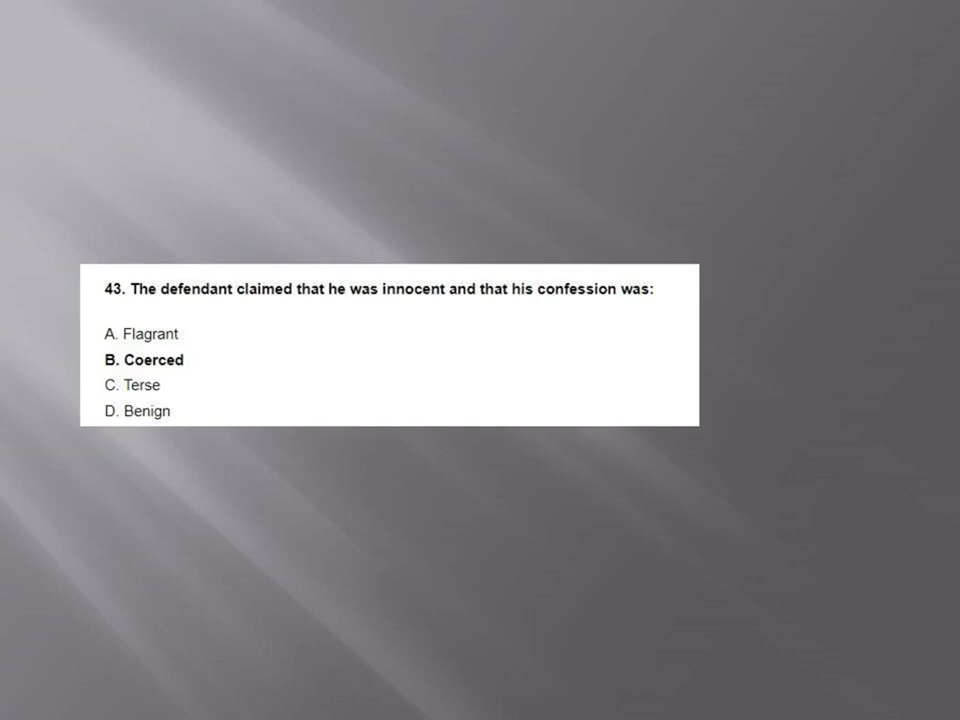 43. The defendant claimed that he was innocent and that his confession was:
A. Flagrant
B. Coerced
C. Terse
D. Benign